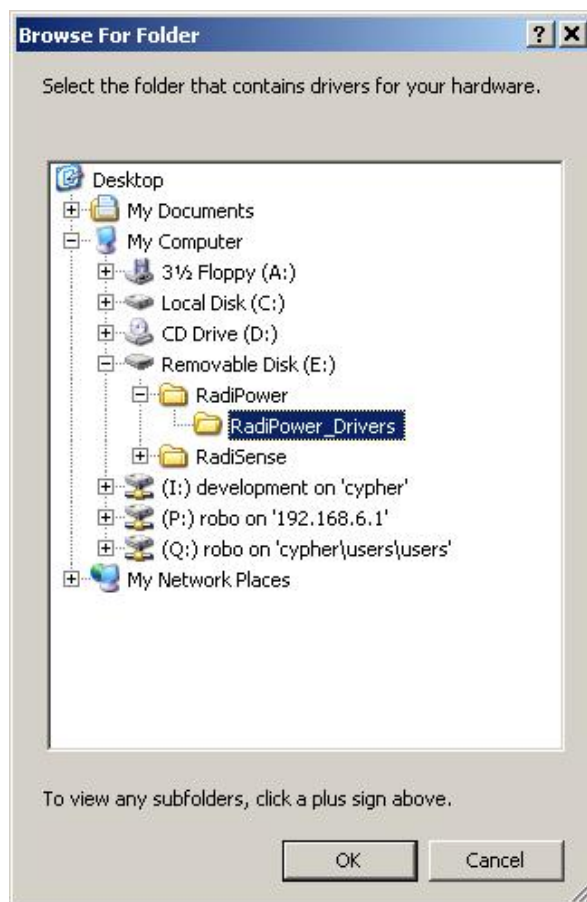 Browse For Folder
Select the folder that contains drivers for your hardware.
Desktop
My Documents
My Computer
3½ Floppy (A:)
Local Disk (C:)
CD Drive (D:)
Removable Disk (E:)
RadiPower
RadiPower_Drivers
RadiSense
(I:) development on 'cypher'
(P:) robo on '192.168.6.1'
(Q:) robo on 'cypher\users\users'
My Network Places
To view any subfolders, click a plus sign above.
OK Cancel